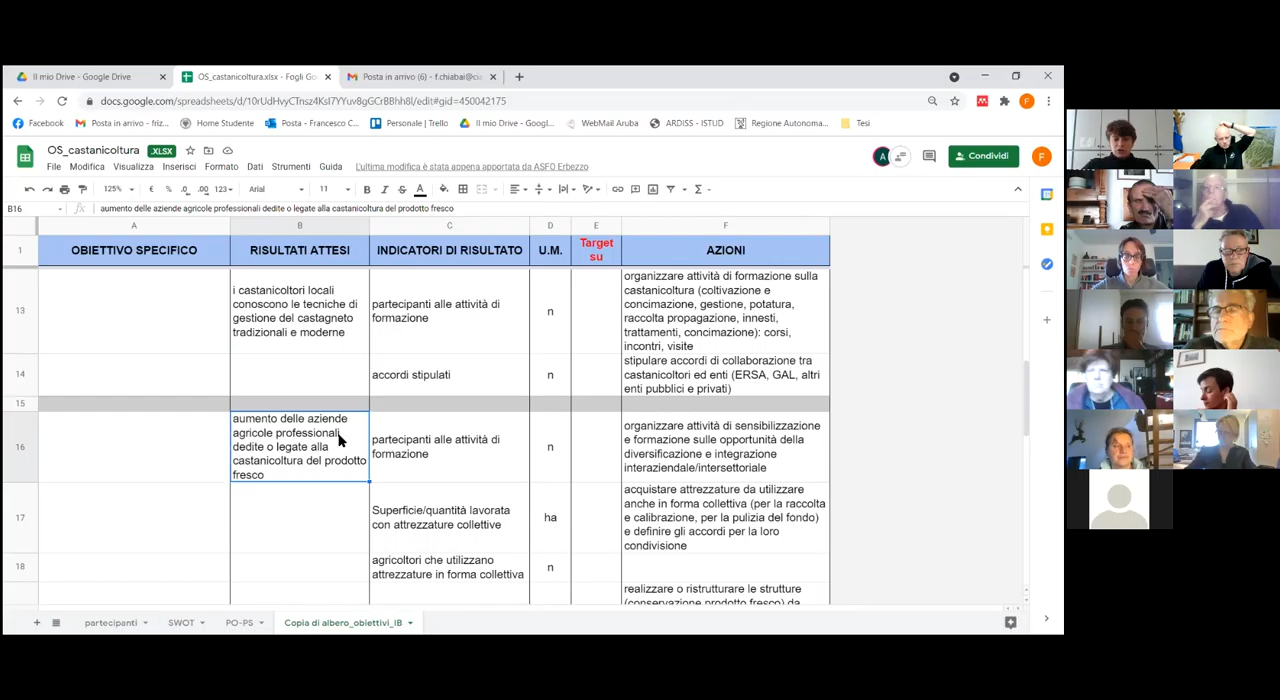 Il mio Drive - Google Drive
OS_castanicoltura.xlsx - Fogli Go
Posta in arrivo (6) - f.chiabai@cia
docs.google.com/spreadsheets/d/10rUdHvyCTnsz4KsI7YYuv8gGCrBBhh8l/edit#gid=450042175
Facebook
Posta in arrivo - friz...
Home Studente
Posta - Francesco C...
Personale | Trello
Il mio Drive - Googl...
WebMail Aruba
ARDISS - ISTUD
Regione Autonoma...
Tesi
OS_castanicoltura .XLSX
File Modifica Visualizza Inserisci Formato Dati Strumenti Guida
L'ultima modifica è stata appena apportata da ASFO Erbezzo
A
Condividi
F
125% € % .0 .00 123 Arial 11 B I S A
B16
fx aumento delle aziende agricole professionali dedite o legate alla castanicoltura del prodotto fresco
A B C D E F
1
OBIETTIVO SPECIFICO
RISULTATI ATTESI
INDICATORI DI RISULTATO
U.M.
Target
su
AZIONI
13
i castanicoltori locali
conoscono le tecniche di
gestione del castagneto
tradizionali e moderne
partecipanti alle attività di
formazione
n
organizzare attività di formazione sulla
castanicoltura (coltivazione e
concimazione, gestione, potatura,
raccolta propagazione, innesti,
trattamenti, concimazione): corsi,
incontri, visite
14
accordi stipulati
n
stipulare accordi di collaborazione tra
castanicoltori ed enti (ERSA, GAL, altri
enti pubblici e privati)
15
16
aumento delle aziende
agricole professionali
dedite o legate alla
castanicoltura del prodotto
fresco
partecipanti alle attività di
formazione
n
organizzare attività di sensibilizzazione
e formazione sulle opportunità della
diversificazione e integrazione
interaziendale/intersettoriale
17
Superficie/quantità lavorata
con attrezzature collettive
ha
acquistare attrezzature da utilizzare
anche in forma collettiva (per la raccolta
e calibrazione, per la pulizia del fondo)
e definire gli accordi per la loro
condivisione
18
agricoltori che utilizzano
attrezzature in forma collettiva
n
realizzare o ristrutturare le strutture
(conservazione prodotto fresco) da
partecipanti
SWOT
PO-PS
Copia di albero_obiettivi_IB